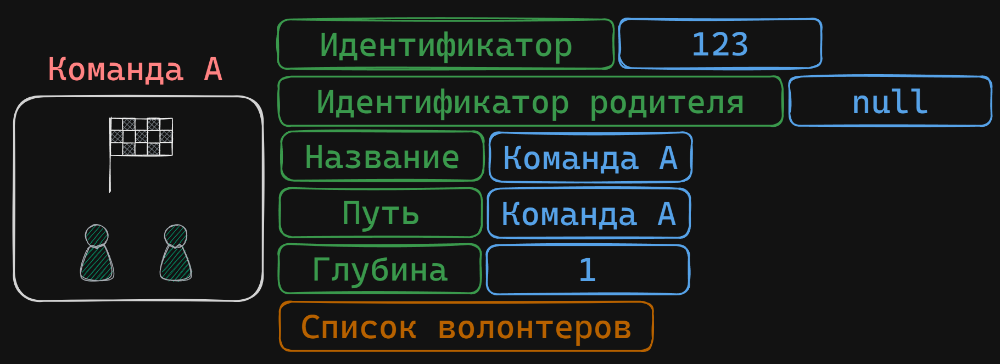 Команда А
Идентификатор 123
Идентификатор родителя null
Название Команда А
Путь Команда А
Глубина 1
Список волонтеров